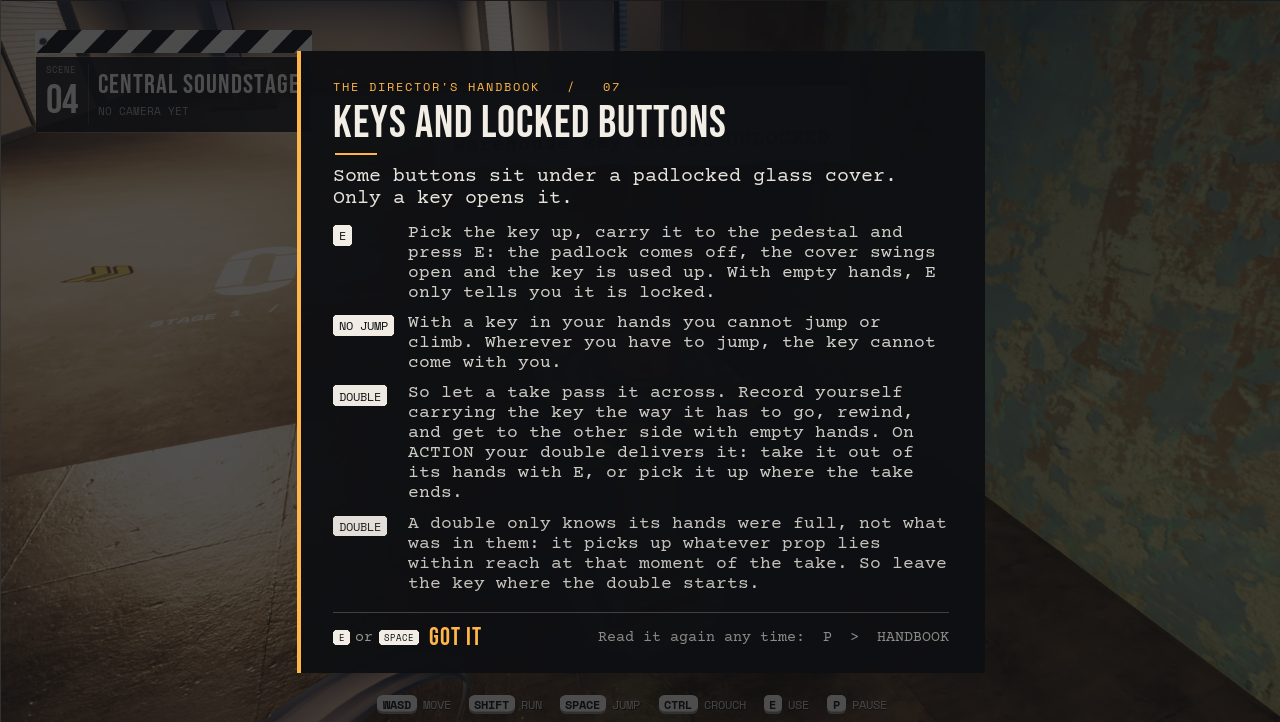 SCENE
04
CENTRAL SOUNDSTAGE
NO CAMERA YET
STAGE 1 /
THE DIRECTOR'S HANDBOOK / 07
KEYS AND LOCKED BUTTONS
Some buttons sit under a padlocked glass cover.
Only a key opens it.
E
Pick the key up, carry it to the pedestal and
press E: the padlock comes off, the cover swings
open and the key is used up. With empty hands, E
only tells you it is locked.
NO JUMP
With a key in your hands you cannot jump or
climb. Wherever you have to jump, the key cannot
come with you.
DOUBLE
So let a take pass it across. Record yourself
carrying the key the way it has to go, rewind,
and get to the other side with empty hands. On
ACTION your double delivers it: take it out of
its hands with E, or pick it up where the take
ends.
DOUBLE
A double only knows its hands were full, not what
was in them: it picks up whatever prop lies
within reach at that moment of the take. So leave
the key where the double starts.
E or SPACE GOT IT
Read it again any time: P > HANDBOOK
WASD MOVE SHIFT RUN SPACE JUMP CTRL CROUCH E USE P PAUSE